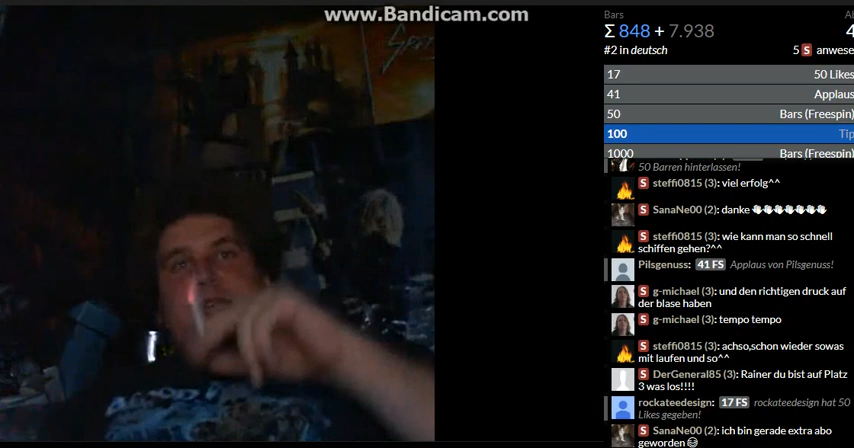 www.Bandicam.com
Bars
Σ 848 + 7.938
#2 in deutsch
5 S anwese
17 50 Likes
41 Applaus
50 Bars (Freespin)
100 Tip
1000 Bars (Freespin)
50 Barren hinterlassen!
S steffi0815 (3): viel erfolg^^
S SanaNe00 (2): danke 👏👏👏👏👏👏👏
S steffi0815 (3): wie kann man so schnell
schiffen gehen?^^
Pilsgenuss: 41 FS Applaus von Pilsgenuss!
S g-michael (3): und den richtigen druck auf
der blase haben
S g-michael (3): tempo tempo
S steffi0815 (3): achso,schon wieder sowas
mit laufen und so^^
S DerGeneral85 (3): Rainer du bist auf Platz
3 was los!!!!
rockateedesign: 17 FS rockateedesign hat 50
Likes gegeben!
S SanaNe00 (2): ich bin gerade extra abo
geworden 😅